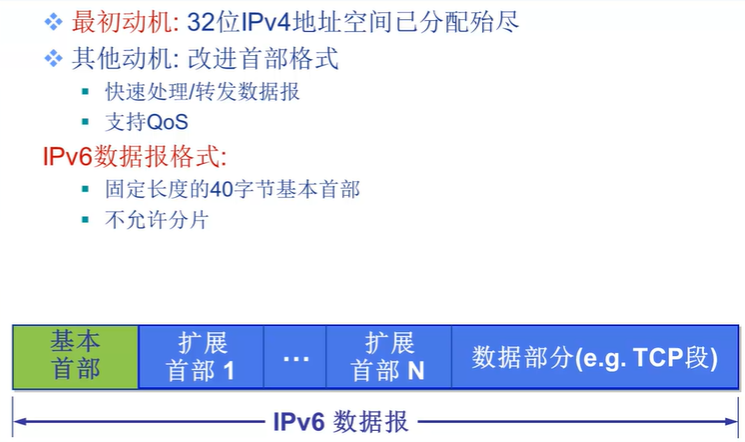 最初动机: 32位IPv4地址空间已分配殆尽
其他动机: 改进首部格式
快速处理/转发数据报
支持QoS
IPv6数据报格式:
固定长度的40字节基本首部
不允许分片
基本
首部
扩展
首部 1
...
扩展
首部 N
数据部分(e.g. TCP段)
IPv6 数据报